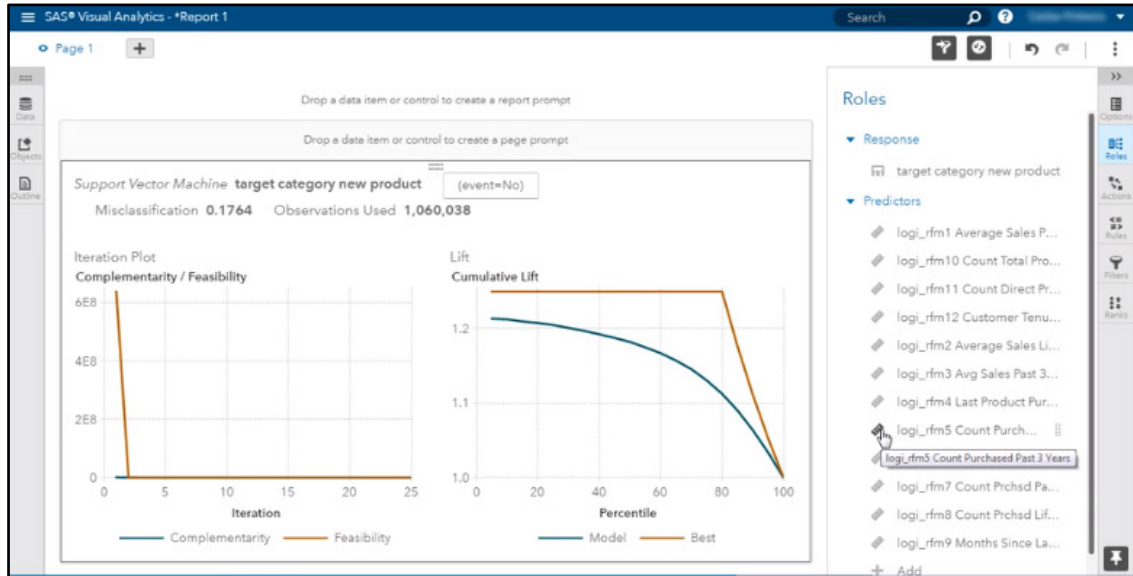 SAS® Visual Analytics - *Report 1
Search
Page 1
Drop a data item or control to create a report prompt
Drop a data item or control to create a page prompt
Data
Objects
Outline
Support Vector Machine target category new product (event=No)
Misclassification 0.1764 Observations Used 1,060,038
Iteration Plot
Complementarity / Feasibility
6E8
4E8
2E8
0
0 5 10 15 20 25
Iteration
Complementarity Feasibility
Lift
Cumulative Lift
1.2
1.1
1.0
0 20 40 60 80 100
Percentile
Model Best
Roles
Response
target category new product
Predictors
logi_rfm1 Average Sales P...
logi_rfm10 Count Total Pro...
logi_rfm11 Count Direct Pr...
logi_rfm12 Customer Tenu...
logi_rfm2 Average Sales Li...
logi_rfm3 Avg Sales Past 3...
logi_rfm4 Last Product Pur...
logi_rfm5 Count Purch...
logi_rfm5 Count Purchased Past 3 Years
logi_rfm7 Count Prchsd Pa...
logi_rfm8 Count Prchsd Lif...
logi_rfm9 Months Since La...
+ Add
Options
Roles
Actions
Rules
Filters
Ranks